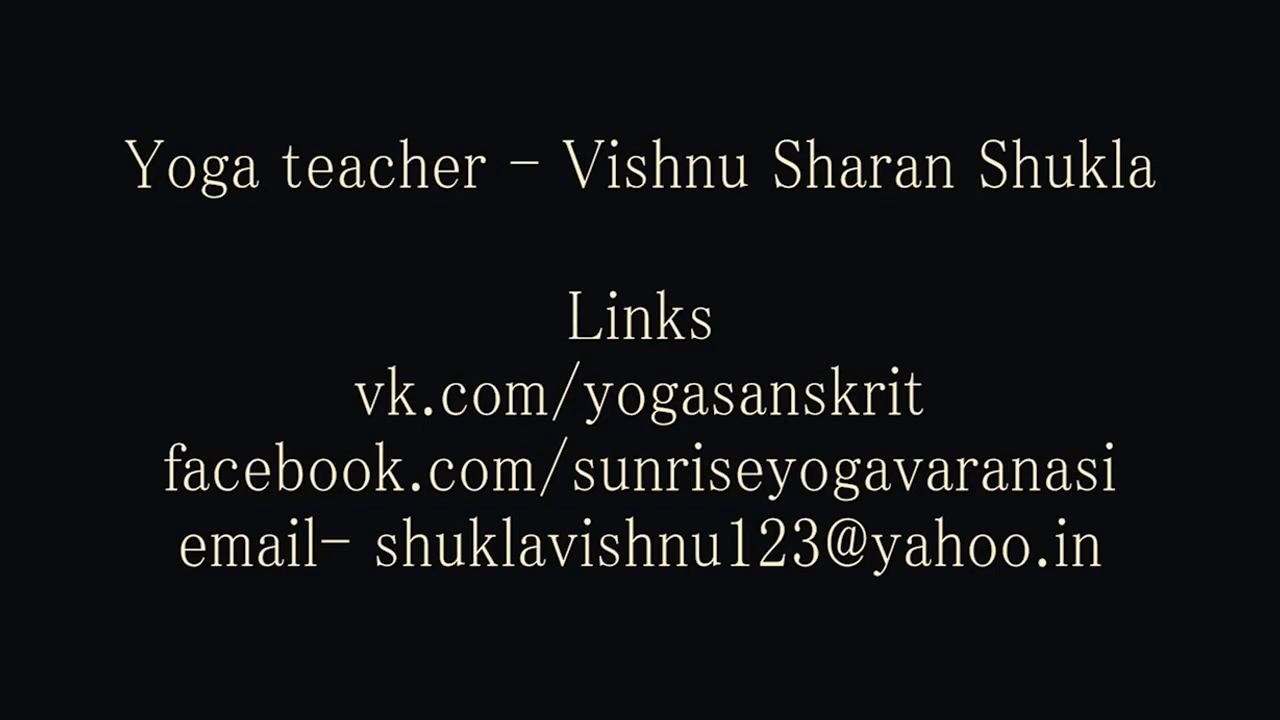 Yoga teacher - Vishnu Sharan Shukla
Links
vk.com/yogasanskrit
facebook.com/sunriseyogavaranasi
email- shuklavishnu123@yahoo.in